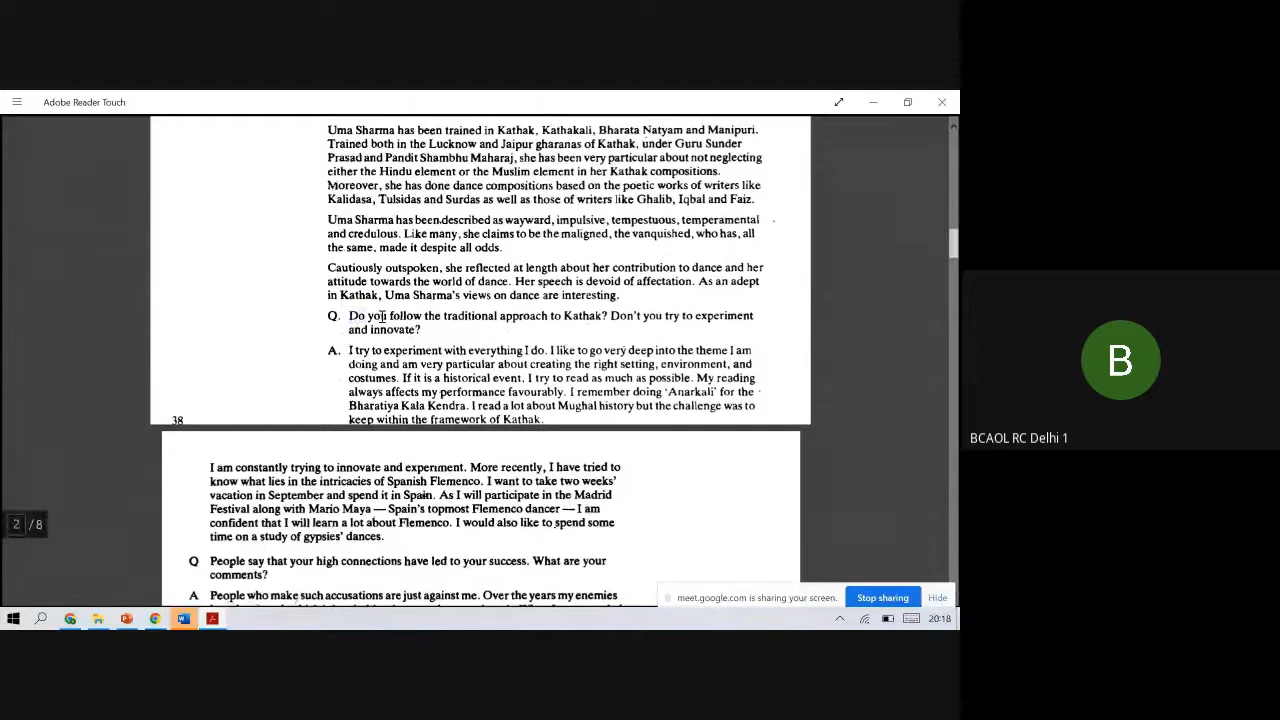 Adobe Reader Touch
Uma Sharma has been trained in Kathak, Kathakali, Bharata Natyam and Manipuri.
Trained both in the Lucknow and Jaipur gharanas of Kathak, under Guru Sunder
Prasad and Pandit Shambhu Maharaj, she has been very particular about not neglecting
either the Hindu element or the Muslim element in her Kathak compositions.
Moreover, she has done dance compositions based on the poetic works of writers like
Kalidasa, Tulsidas and Surdas as well as those of writers like Ghalib, Iqbal and Faiz.
Uma Sharma has been described as wayward, impulsive, tempestuous, temperamental
and credulous. Like many, she claims to be the maligned, the vanquished, who has, all
the same, made it despite all odds.
Cautiously outspoken, she reflected at length about her contribution to dance and her
attitude towards the world of dance. Her speech is devoid of affectation. As an adept
in Kathak, Uma Sharma's views on dance are interesting.
Q. Do you follow the traditional approach to Kathak? Don't you try to experiment
and innovate?
A. I try to experiment with everything I do. I like to go very deep into the theme I am
doing and am very particular about creating the right setting, environment, and
costumes. If it is a historical event, I try to read as much as possible. My reading
always affects my performance favourably. I remember doing 'Anarkali' for the
Bharatiya Kala Kendra. I read a lot about Mughal history but the challenge was to
keep within the framework of Kathak.
38
I am constantly trying to innovate and experiment. More recently, I have tried to
know what lies in the intricacies of Spanish Flemenco. I want to take two weeks'
vacation in September and spend it in Spain. As I will participate in the Madrid
Festival along with Mario Maya — Spain's topmost Flemenco dancer — I am
confident that I will learn a lot about Flemenco. I would also like to spend some
time on a study of gypsies' dances.
Q People say that your high connections have led to your success. What are your
comments?
A People who make such accusations are just against me. Over the years my enemies
2 / 8
meet.google.com is sharing your screen.
Stop sharing
Hide
20:18
B
BCAOL RC Delhi 1